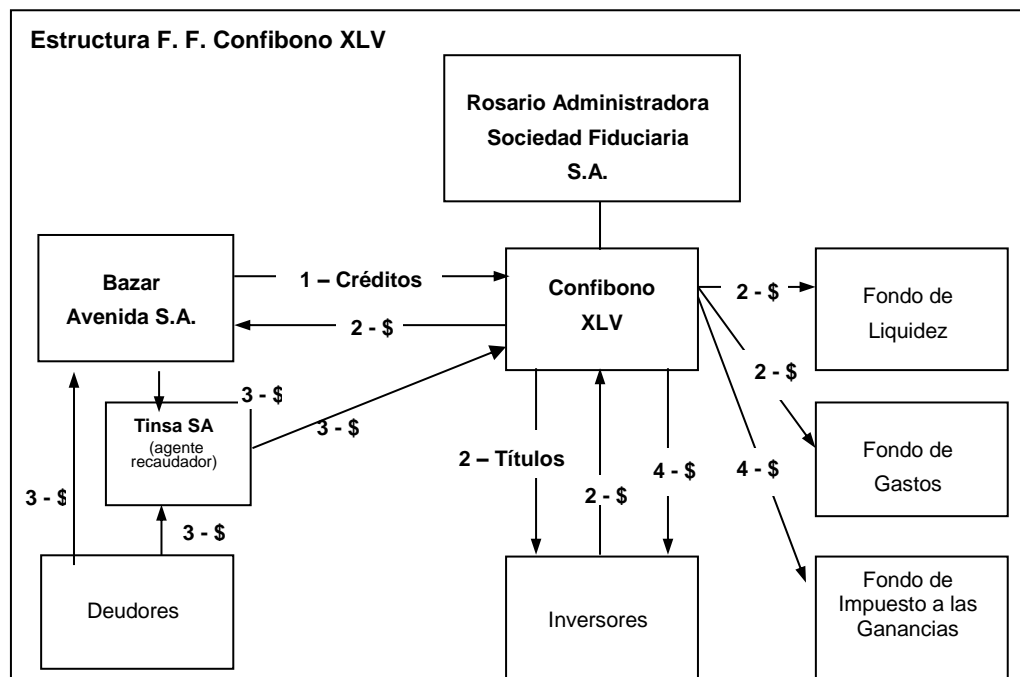 Estructura F. F. Confibono XLV
Rosario Administradora
Sociedad Fiduciaria
S.A.
Bazar
Avenida S.A.
1 – Créditos
2 - $
Confibono
XLV
2 - $
Fondo de
Liquidez
3 - $
2 - $
Tinsa SA
(agente
recaudador)
3 - $
2 – Títulos
4 - $
2 - $
4 - $
Fondo de
Gastos
3 - $
3 - $
Deudores
Inversores
Fondo de
Impuesto a las
Ganancias